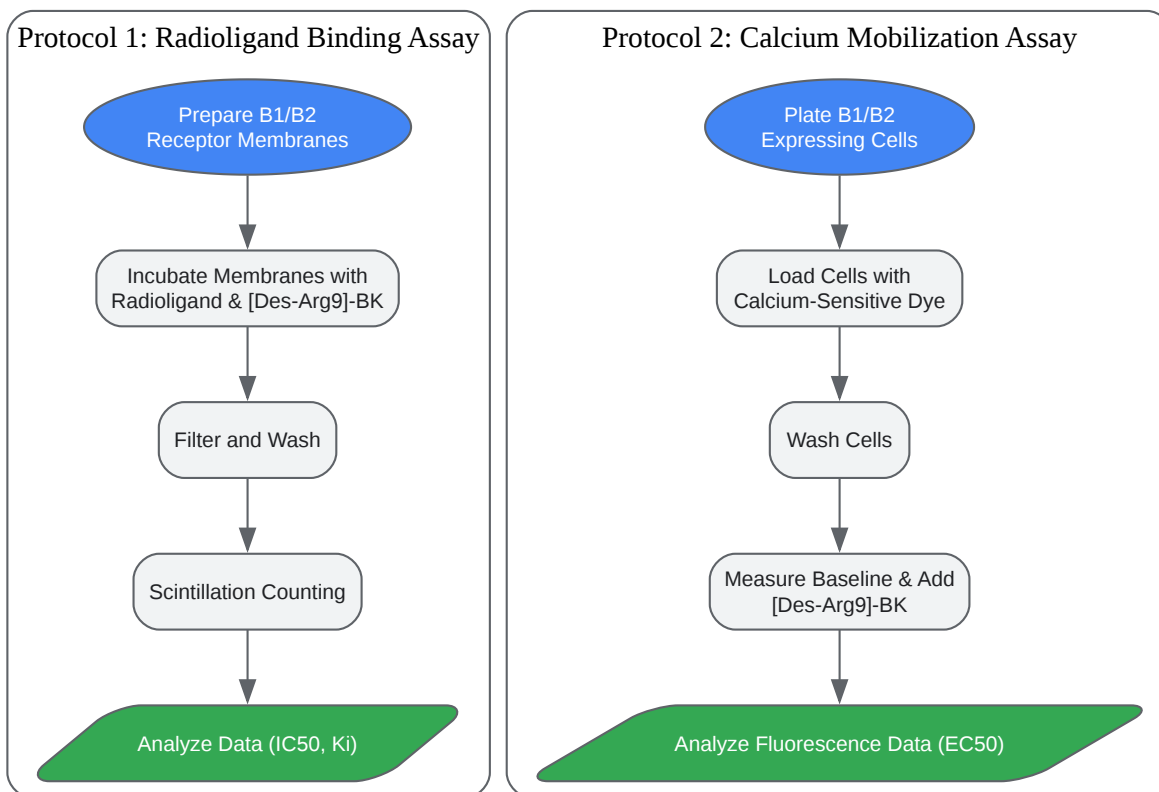 Protocol 1: Radioligand Binding Assay
Prepare B1/B2
Receptor Membranes
Incubate Membranes with
Radioligand & [Des-Arg9]-BK
Filter and Wash
Scintillation Counting
Analyze Data (IC50, Ki)
Protocol 2: Calcium Mobilization Assay
Plate B1/B2
Expressing Cells
Load Cells with
Calcium-Sensitive Dye
Wash Cells
Measure Baseline & Add
[Des-Arg9]-BK
Analyze Fluorescence Data (EC50)